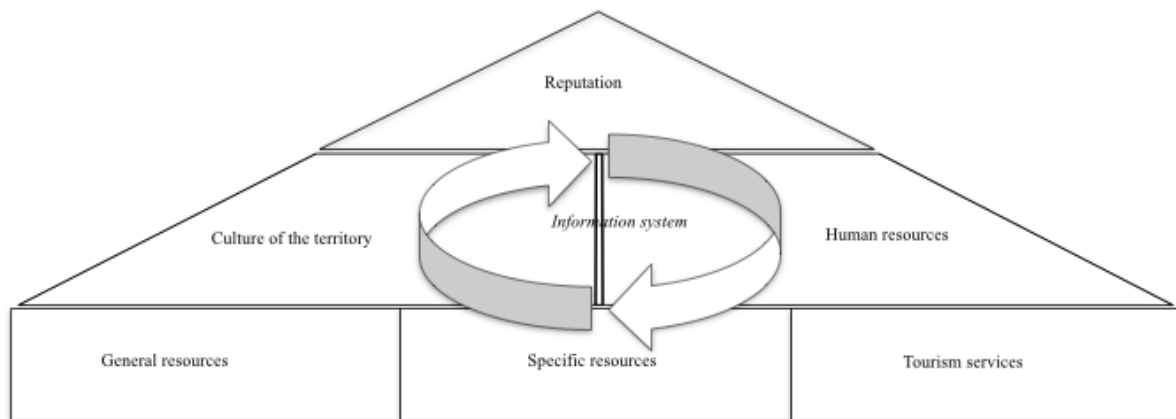 Reputation
Information system
Culture of the territory
Human resources
General resources
Specific resources
Tourism services